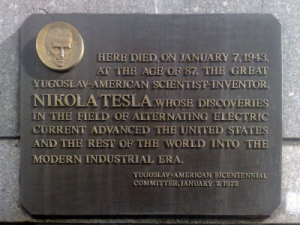 HERE DIED, ON JANUARY 7, 1943,
AT THE AGE OF 87, THE GREAT
YUGOSLAV-AMERICAN SCIENTIST-INVENTOR,
NIKOLA TESLA, WHOSE DISCOVERIES
IN THE FIELD OF ALTERNATING ELECTRIC
CURRENT ADVANCED THE UNITED STATES
AND THE REST OF THE WORLD INTO THE
MODERN INDUSTRIAL ERA.
YUGOSLAV-AMERICAN BICENTENNIAL
COMMITTEE, JANUARY 7, 1977